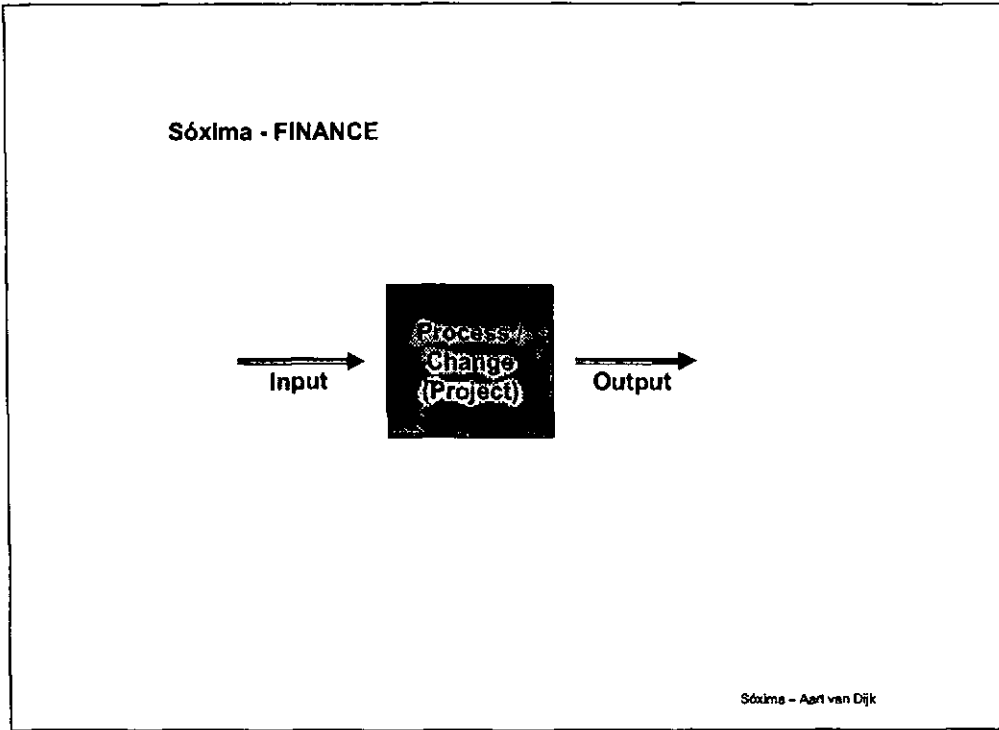 Sóxima - FINANCE
Process /
Change
(Project)
Input
Output
Sóxima – Aart van Dijk